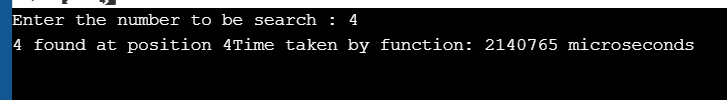 Enter the number to be search : 4
4 found at position 4Time taken by function: 2140765 microseconds